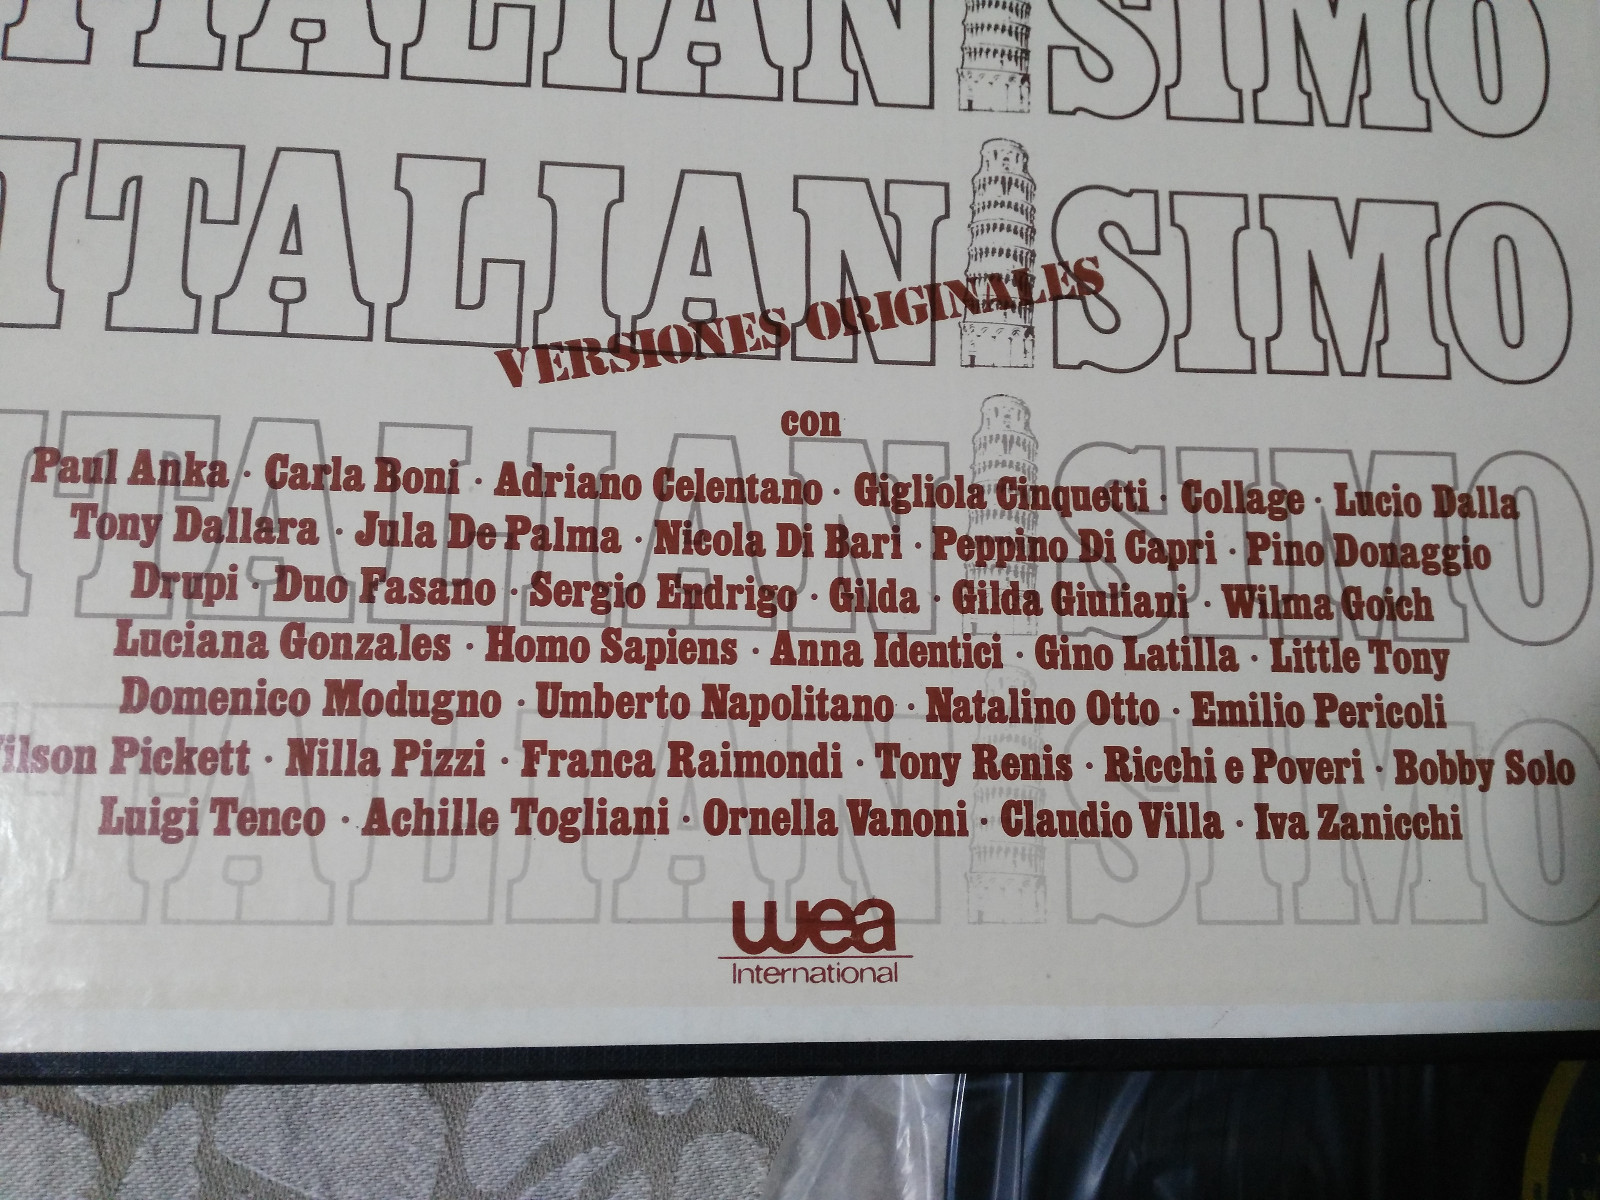 ITALIANISIMO
ITALIANISIMO
VERSIONES ORIGINALES
con
ITALIANISIMO
Paul Anka · Carla Boni · Adriano Celentano · Gigliola Cinquetti · Collage · Lucio Dalla
Tony Dallara · Jula De Palma · Nicola Di Bari · Peppino Di Capri · Pino Donaggio
Drupi · Duo Fasano · Sergio Endrigo · Gilda · Gilda Giuliani · Wilma Goich
Luciana Gonzales · Homo Sapiens · Anna Identici · Gino Latilla · Little Tony
Domenico Modugno · Umberto Napolitano · Natalino Otto · Emilio Pericoli
ITALIANISIMO
ilson Pickett · Nilla Pizzi · Franca Raimondi · Tony Renis · Ricchi e Poveri · Bobby Solo
Luigi Tenco · Achille Togliani · Ornella Vanoni · Claudio Villa · Iva Zanicchi
wea
International